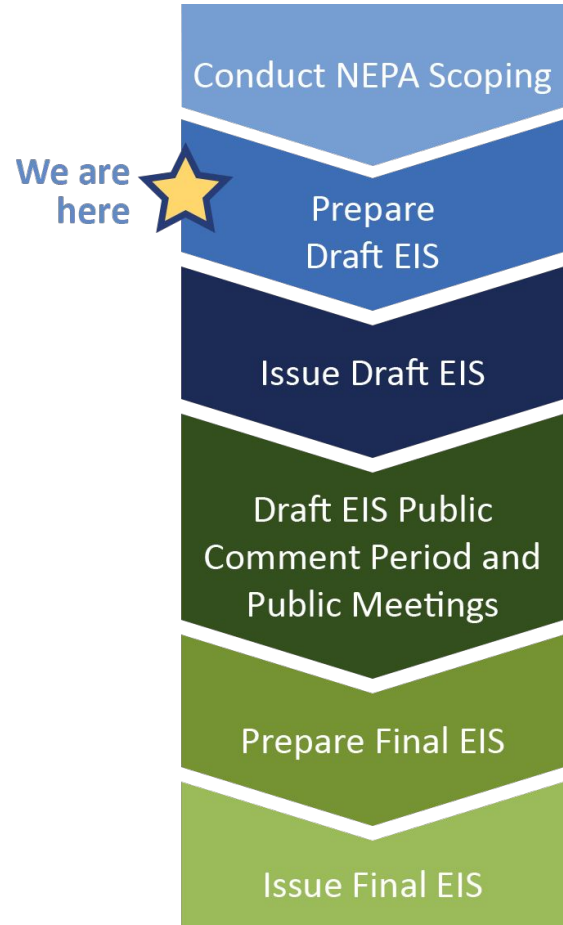 Conduct NEPA Scoping
We are
here
Prepare
Draft EIS
Issue Draft EIS
Draft EIS Public
Comment Period and
Public Meetings
Prepare Final EIS
Issue Final EIS